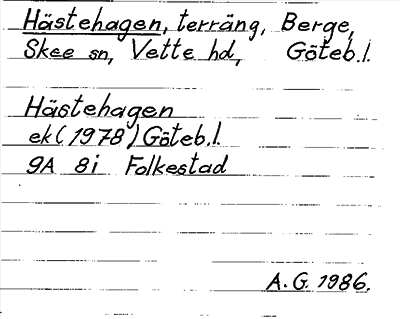 Hästehagen, terräng, Berge,
Skee sn, Vette hd, Göteb.l.
Hästehagen
ek (1978) Göteb.l.
9A 8i Folkestad
A.G. 1986.